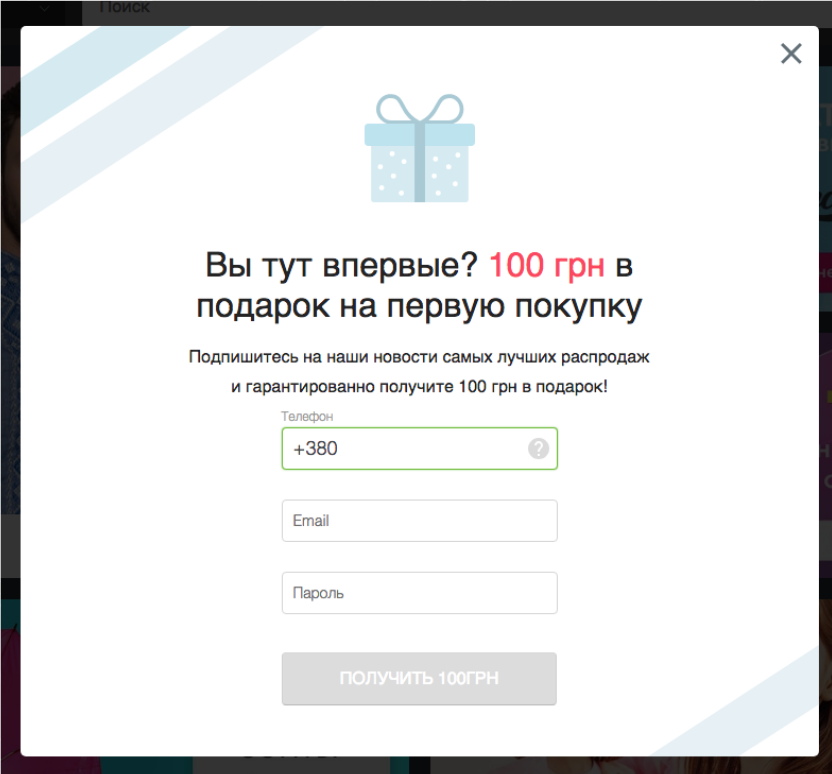 Поиск
Вы тут впервые? 100 грн в
подарок на первую покупку
Подпишитесь на наши новости самых лучших распродаж
и гарантированно получите 100 грн в подарок!
Телефон
+380 ?
Email
Пароль
ПОЛУЧИТЬ 100ГРН